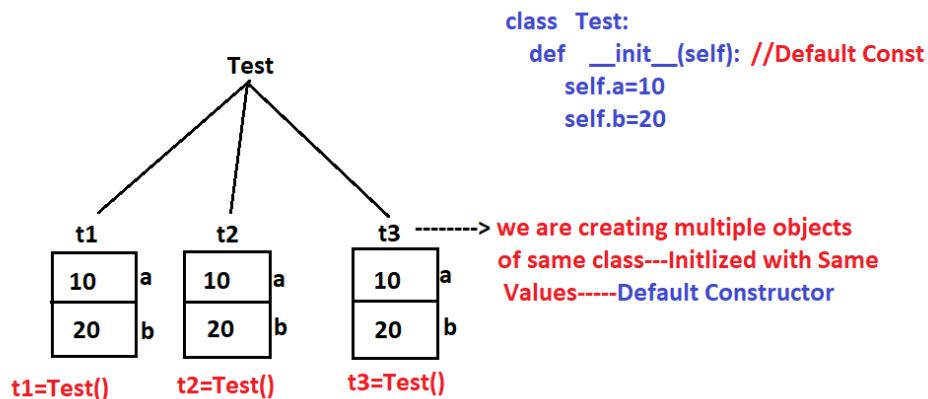 class Test:
def __init__(self): //Default Const
self.a=10
self.b=20
Test
t1 t2 t3 --------> we are creating multiple objects
of same class---Initlized with Same
Values-----Default Constructor
10 a 10 a 10 a
20 b 20 b 20 b
t1=Test() t2=Test() t3=Test()